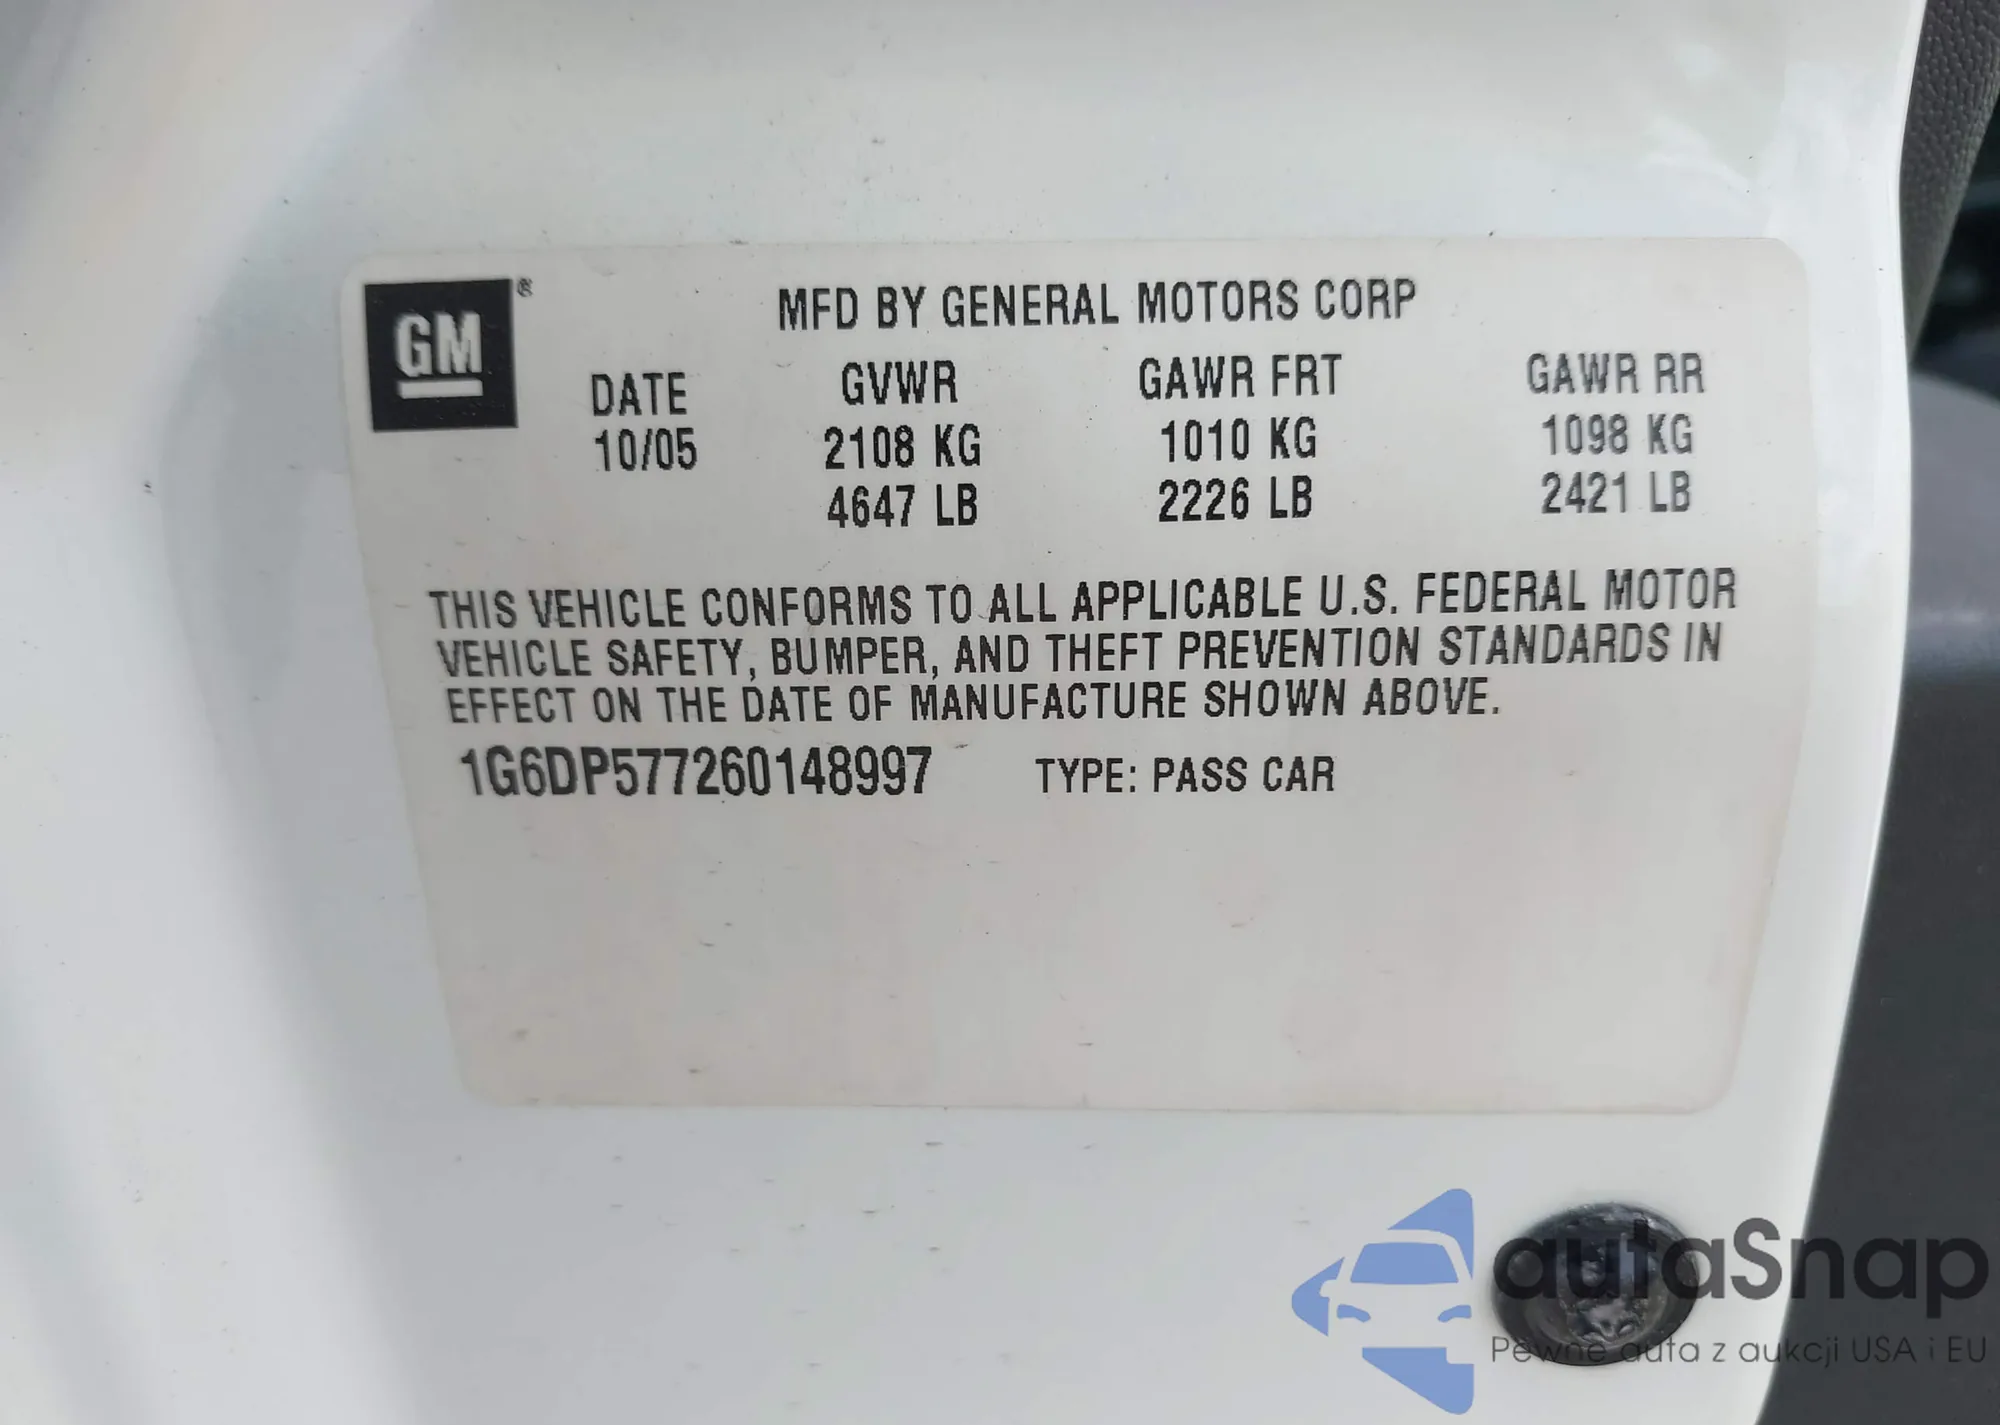 GM ®
MFD BY GENERAL MOTORS CORP
DATE GVWR GAWR FRT GAWR RR
10/05 2108 KG 1010 KG 1098 KG
4647 LB 2226 LB 2421 LB
THIS VEHICLE CONFORMS TO ALL APPLICABLE U.S. FEDERAL MOTOR
VEHICLE SAFETY, BUMPER, AND THEFT PREVENTION STANDARDS IN
EFFECT ON THE DATE OF MANUFACTURE SHOWN ABOVE.
1G6DP577260148997 TYPE: PASS CAR
autaSnap
Pewne auta z aukcji USA i EU